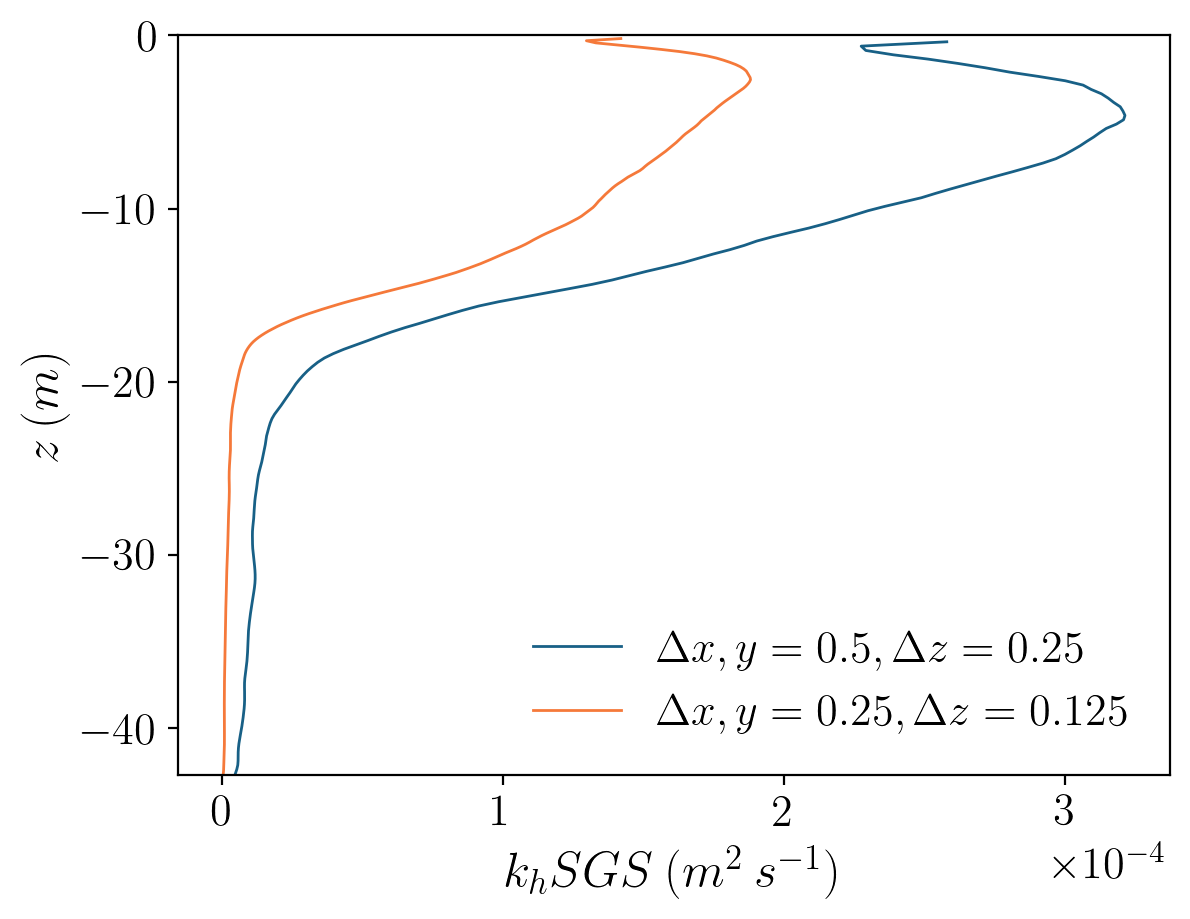 0
−10
−20
−30
−40
z (m)
Δx, y = 0.5, Δz = 0.25
Δx, y = 0.25, Δz = 0.125
0 1 2 3
×10⁻⁴
kₕSGS (m² s⁻¹)